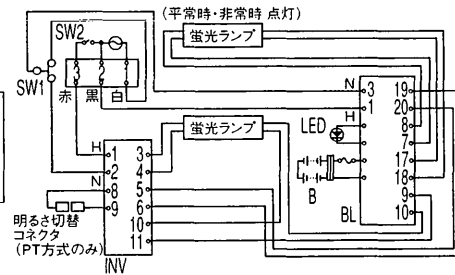 (平常時・非常時 点灯)
蛍光ランプ
SW2
SW1
3 2 1
赤 黒 白
N
3
1
H
LED
B
BL
19
20
8
7
17
18
9
10
蛍光ランプ
H
N
1
2
8
9
3
4
5
6
10
11
INV
明るさ切替
コネクタ
(PT方式のみ)